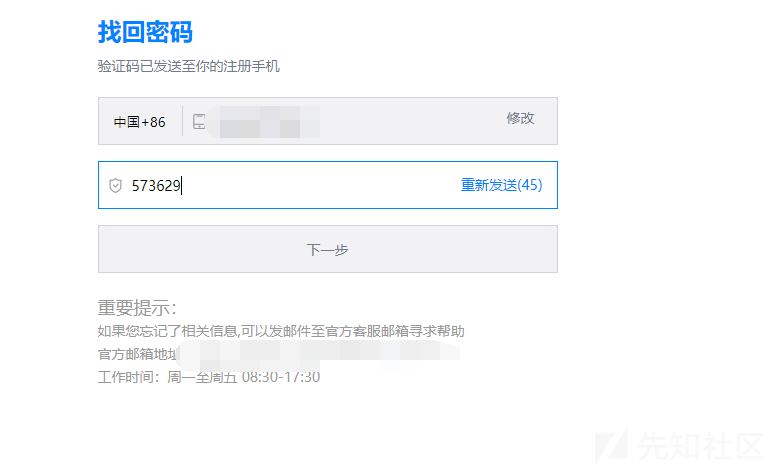 找回密码
验证码已发送至你的注册手机
中国+86 修改
573629 重新发送(45)
下一步
重要提示：
如果您忘记了相关信息,可以发邮件至官方客服邮箱寻求帮助
官方邮箱地址
工作时间：周一至周五 08:30-17:30
先知社区